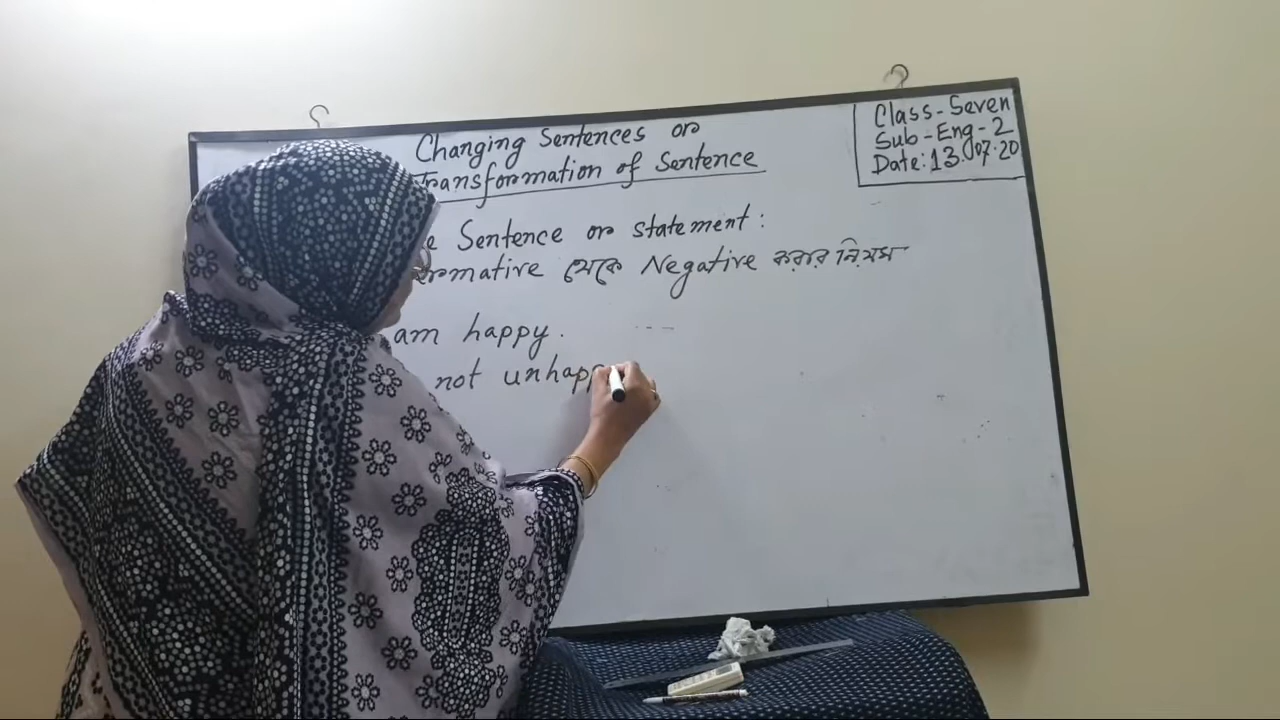 Changing Sentences or
Transformation of Sentence
Class-Seven
Sub-Eng-2
Date: 13.07.20
Sentence or statement:
থেকে Negative করার নিয়ম
am happy.
not